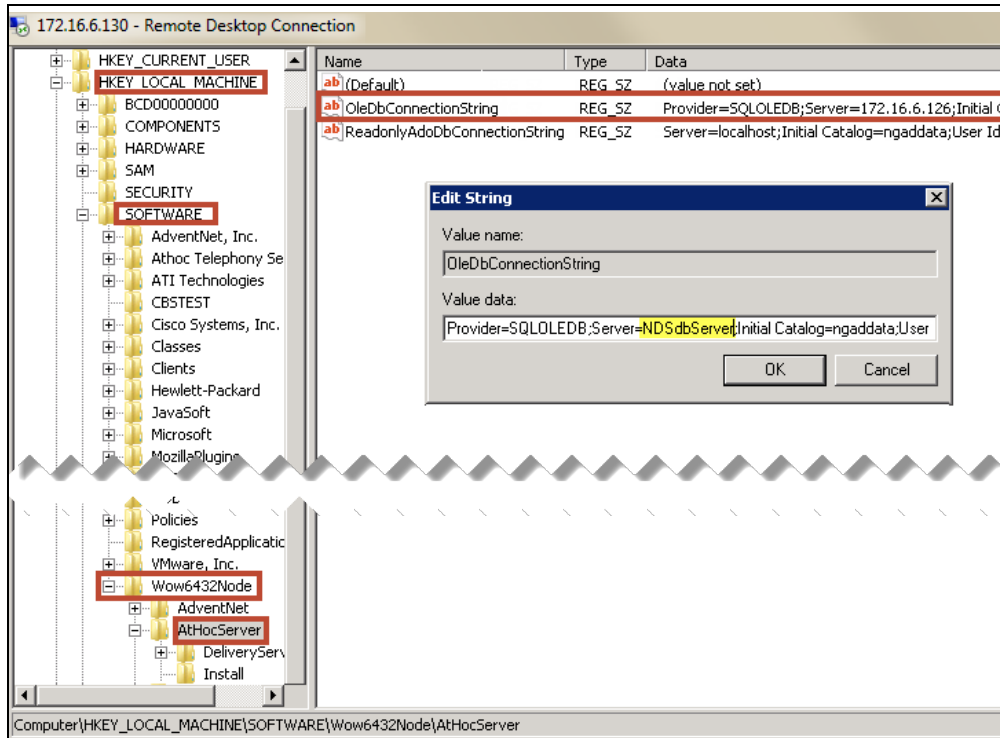 172.16.6.130 - Remote Desktop Connection
HKEY_CURRENT_USER
HKEY_LOCAL_MACHINE
BCD00000000
COMPONENTS
HARDWARE
SAM
SECURITY
SOFTWARE
AdventNet, Inc.
Athoc Telephony Se
ATI Technologies
CBSTEST
Cisco Systems, Inc.
Classes
Clients
Hewlett-Packard
JavaSoft
Microsoft
MozillaPlugins
Policies
RegisteredApplicatic
VMware, Inc.
Wow6432Node
AdventNet
AtHocServer
DeliveryServ
Install
Name Type Data
ab (Default) REG_SZ (value not set)
ab OleDbConnectionString REG_SZ Provider=SQLOLEDB;Server=172.16.6.126;Initial C
ab ReadonlyAdoDbConnectionString REG_SZ Server=localhost;Initial Catalog=ngaddata;User Id
Edit String
Value name:
OleDbConnectionString
Value data:
Provider=SQLOLEDB;Server=NDSdbServer;Initial Catalog=ngaddata;User
OK Cancel
Computer\HKEY_LOCAL_MACHINE\SOFTWARE\Wow6432Node\AtHocServer